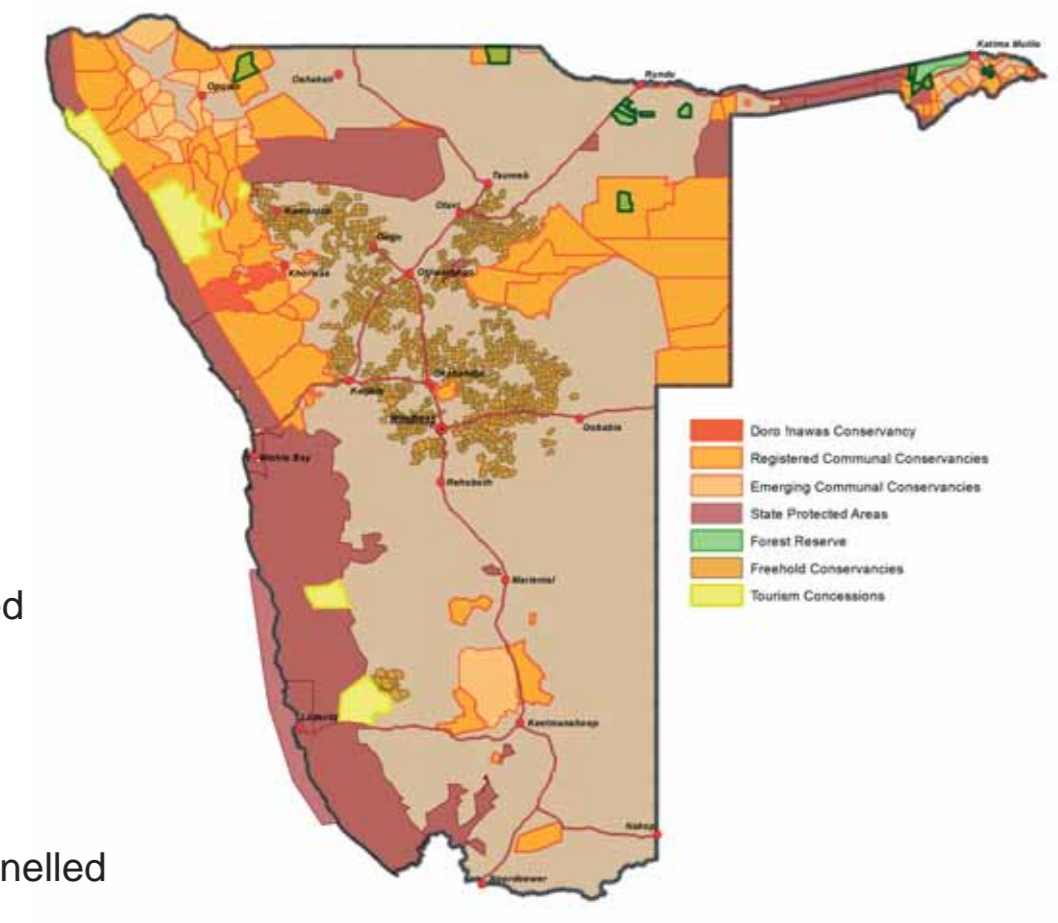 Katima Mulilo
Rundu
Oshakati
Opuwo
Tsumeb
Otavi
Kamanjab
Outjo
Otjiwarongo
Khorixas
Okahandja
Karibib
Windhoek
Gobabis
Walvis Bay
Rehoboth
Doro !nawas Conservancy
Registered Communal Conservancies
Emerging Communal Conservancies
State Protected Areas
Forest Reserve
Freehold Conservancies
Tourism Concessions
Mariental
ed
Luderitz
Keetmanshoop
Nakop
nelled
Noordoewer